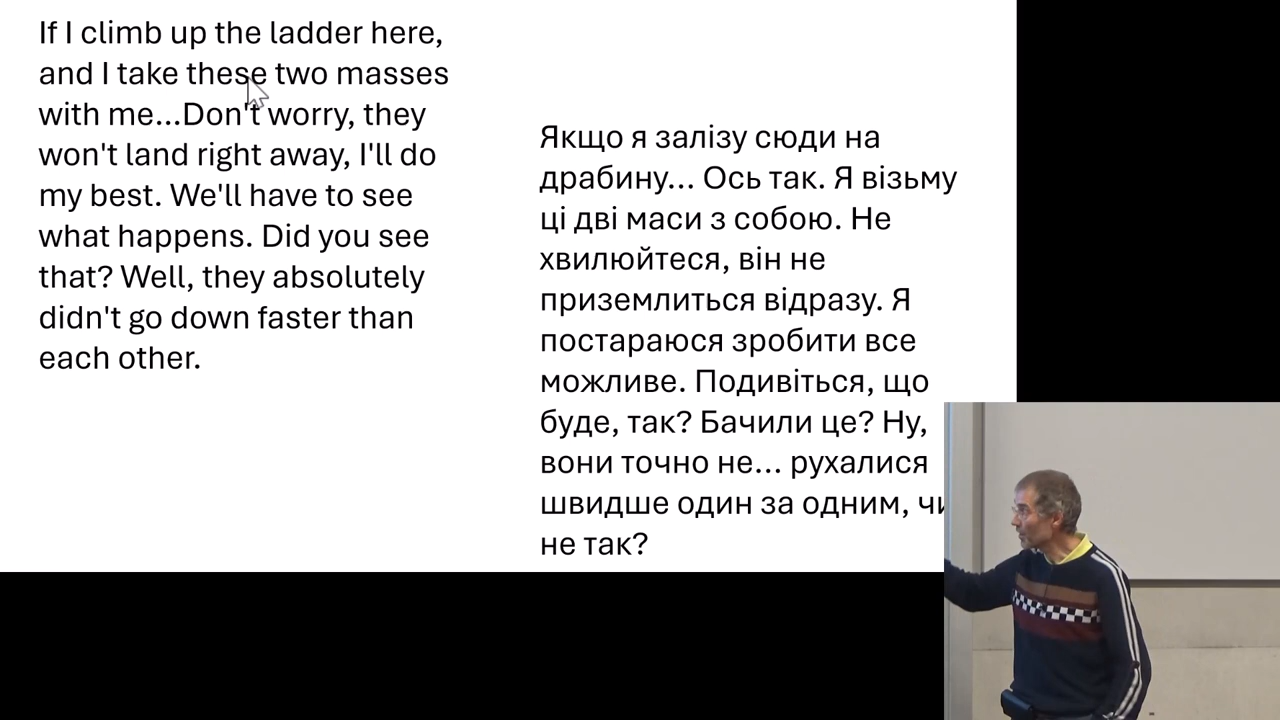 If I climb up the ladder here,
and I take these two masses
with me...Don't worry, they
won't land right away, I'll do
my best. We'll have to see
what happens. Did you see
that? Well, they absolutely
didn't go down faster than
each other.
Якщо я залізу сюди на
драбину... Ось так. Я візьму
ці дві маси з собою. Не
хвилюйтеся, він не
приземлиться відразу. Я
постараюся зробити все
можливе. Подивіться, що
буде, так? Бачили це? Ну,
вони точно не... рухалися
швидше один за одним, чи
не так?